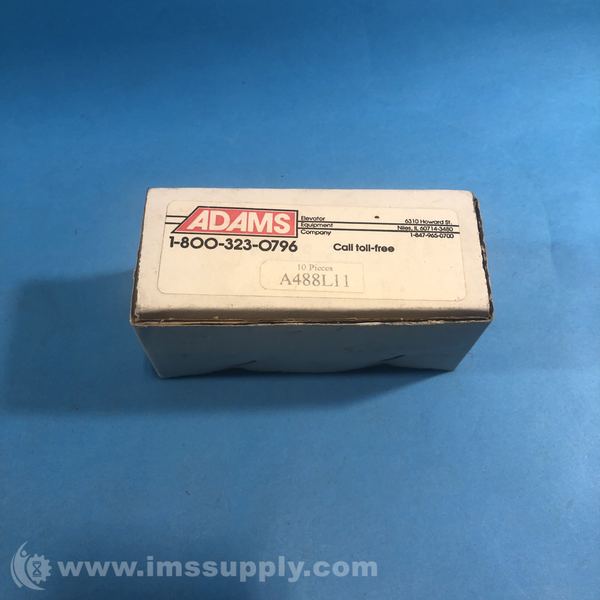 ADAMS
Elevator
Equipment
Company
6310 Howard St.
Niles, IL 60714-3480
1-847-965-0700
1-800-323-0796 Call toll-free
10 Pieces
A488L11
www.imssupply.com